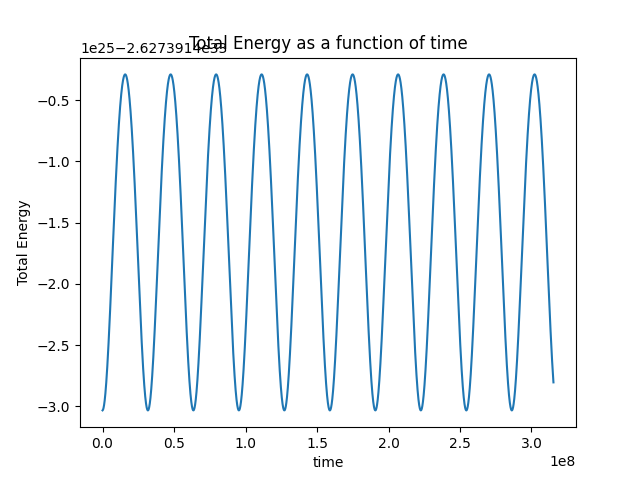 Total Energy as a function of time
1e25−2.6273914e33
−0.5
−1.0
−1.5
−2.0
−2.5
−3.0
Total Energy
0.0 0.5 1.0 1.5 2.0 2.5 3.0
1e8
time